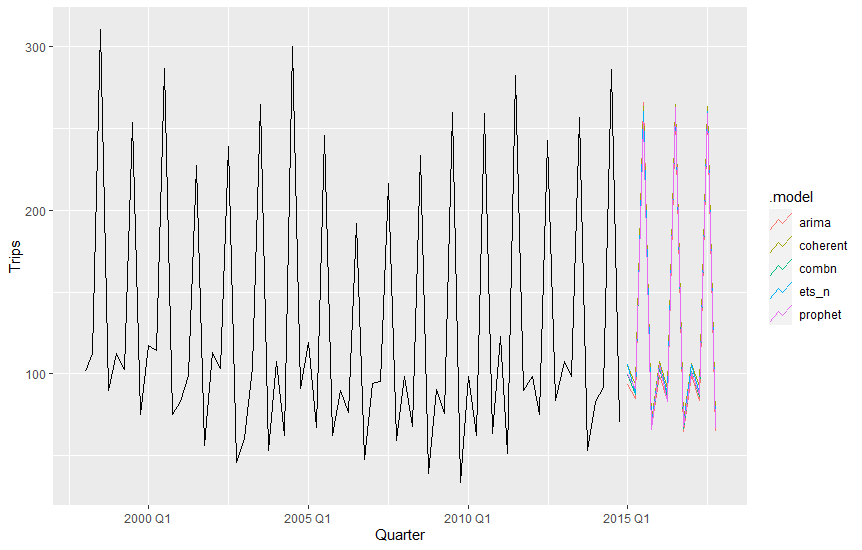 300
200
100
Trips
2000 Q1
2005 Q1
2010 Q1
2015 Q1
Quarter
.model
arima
coherent
combn
ets_n
prophet